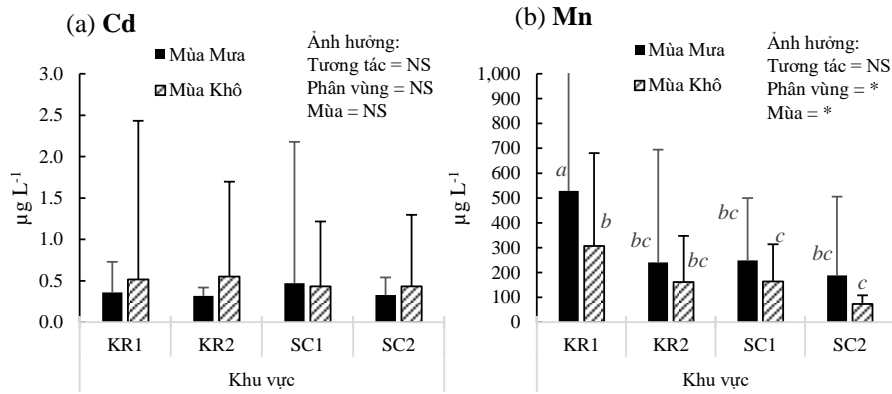 (a) Cd
Mùa Mưa
Mùa Khô
Ảnh hưởng:
Tương tác = NS
Phân vùng = NS
Mùa = NS
µg L-1
3.0
2.5
2.0
1.5
1.0
0.5
0.0
KR1 KR2 SC1 SC2
Khu vực
(b) Mn
Mùa Mưa
Mùa Khô
Ảnh hưởng:
Tương tác = NS
Phân vùng = *
Mùa = *
µg L-1
1,000
900
800
700
600
500
400
300
200
100
0
a
b
bc
bc
bc
c
bc
c
KR1 KR2 SC1 SC2
Khu vực